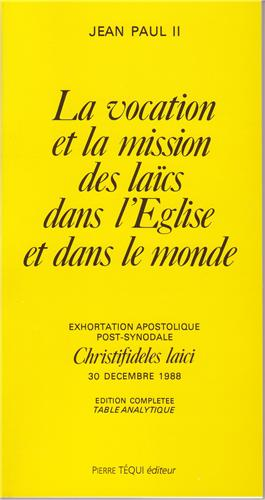 JEAN PAUL II
La vocation
et la mission
des laïcs
dans l'Eglise
et dans le monde
EXHORTATION APOSTOLIQUE
POST-SYNODALE
Christifideles laici
30 DECEMBRE 1988
EDITION COMPLETEE
TABLE ANALYTIQUE
PIERRE TÉQUI éditeur